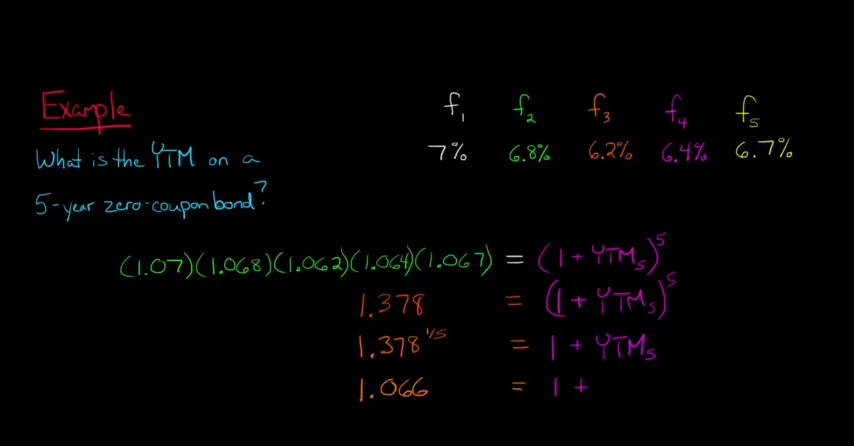 Example
f₁ f₂ f₃ f₄ f₅
What is the YTM on a
7% 6.8% 6.2% 6.4% 6.7%
5-year zero-coupon bond?
(1.07)(1.068)(1.062)(1.064)(1.067) = (1 + YTM₅)⁵
1.378 = (1 + YTM₅)⁵
1.378^1/5 = 1 + YTM₅
1.066 = 1 +